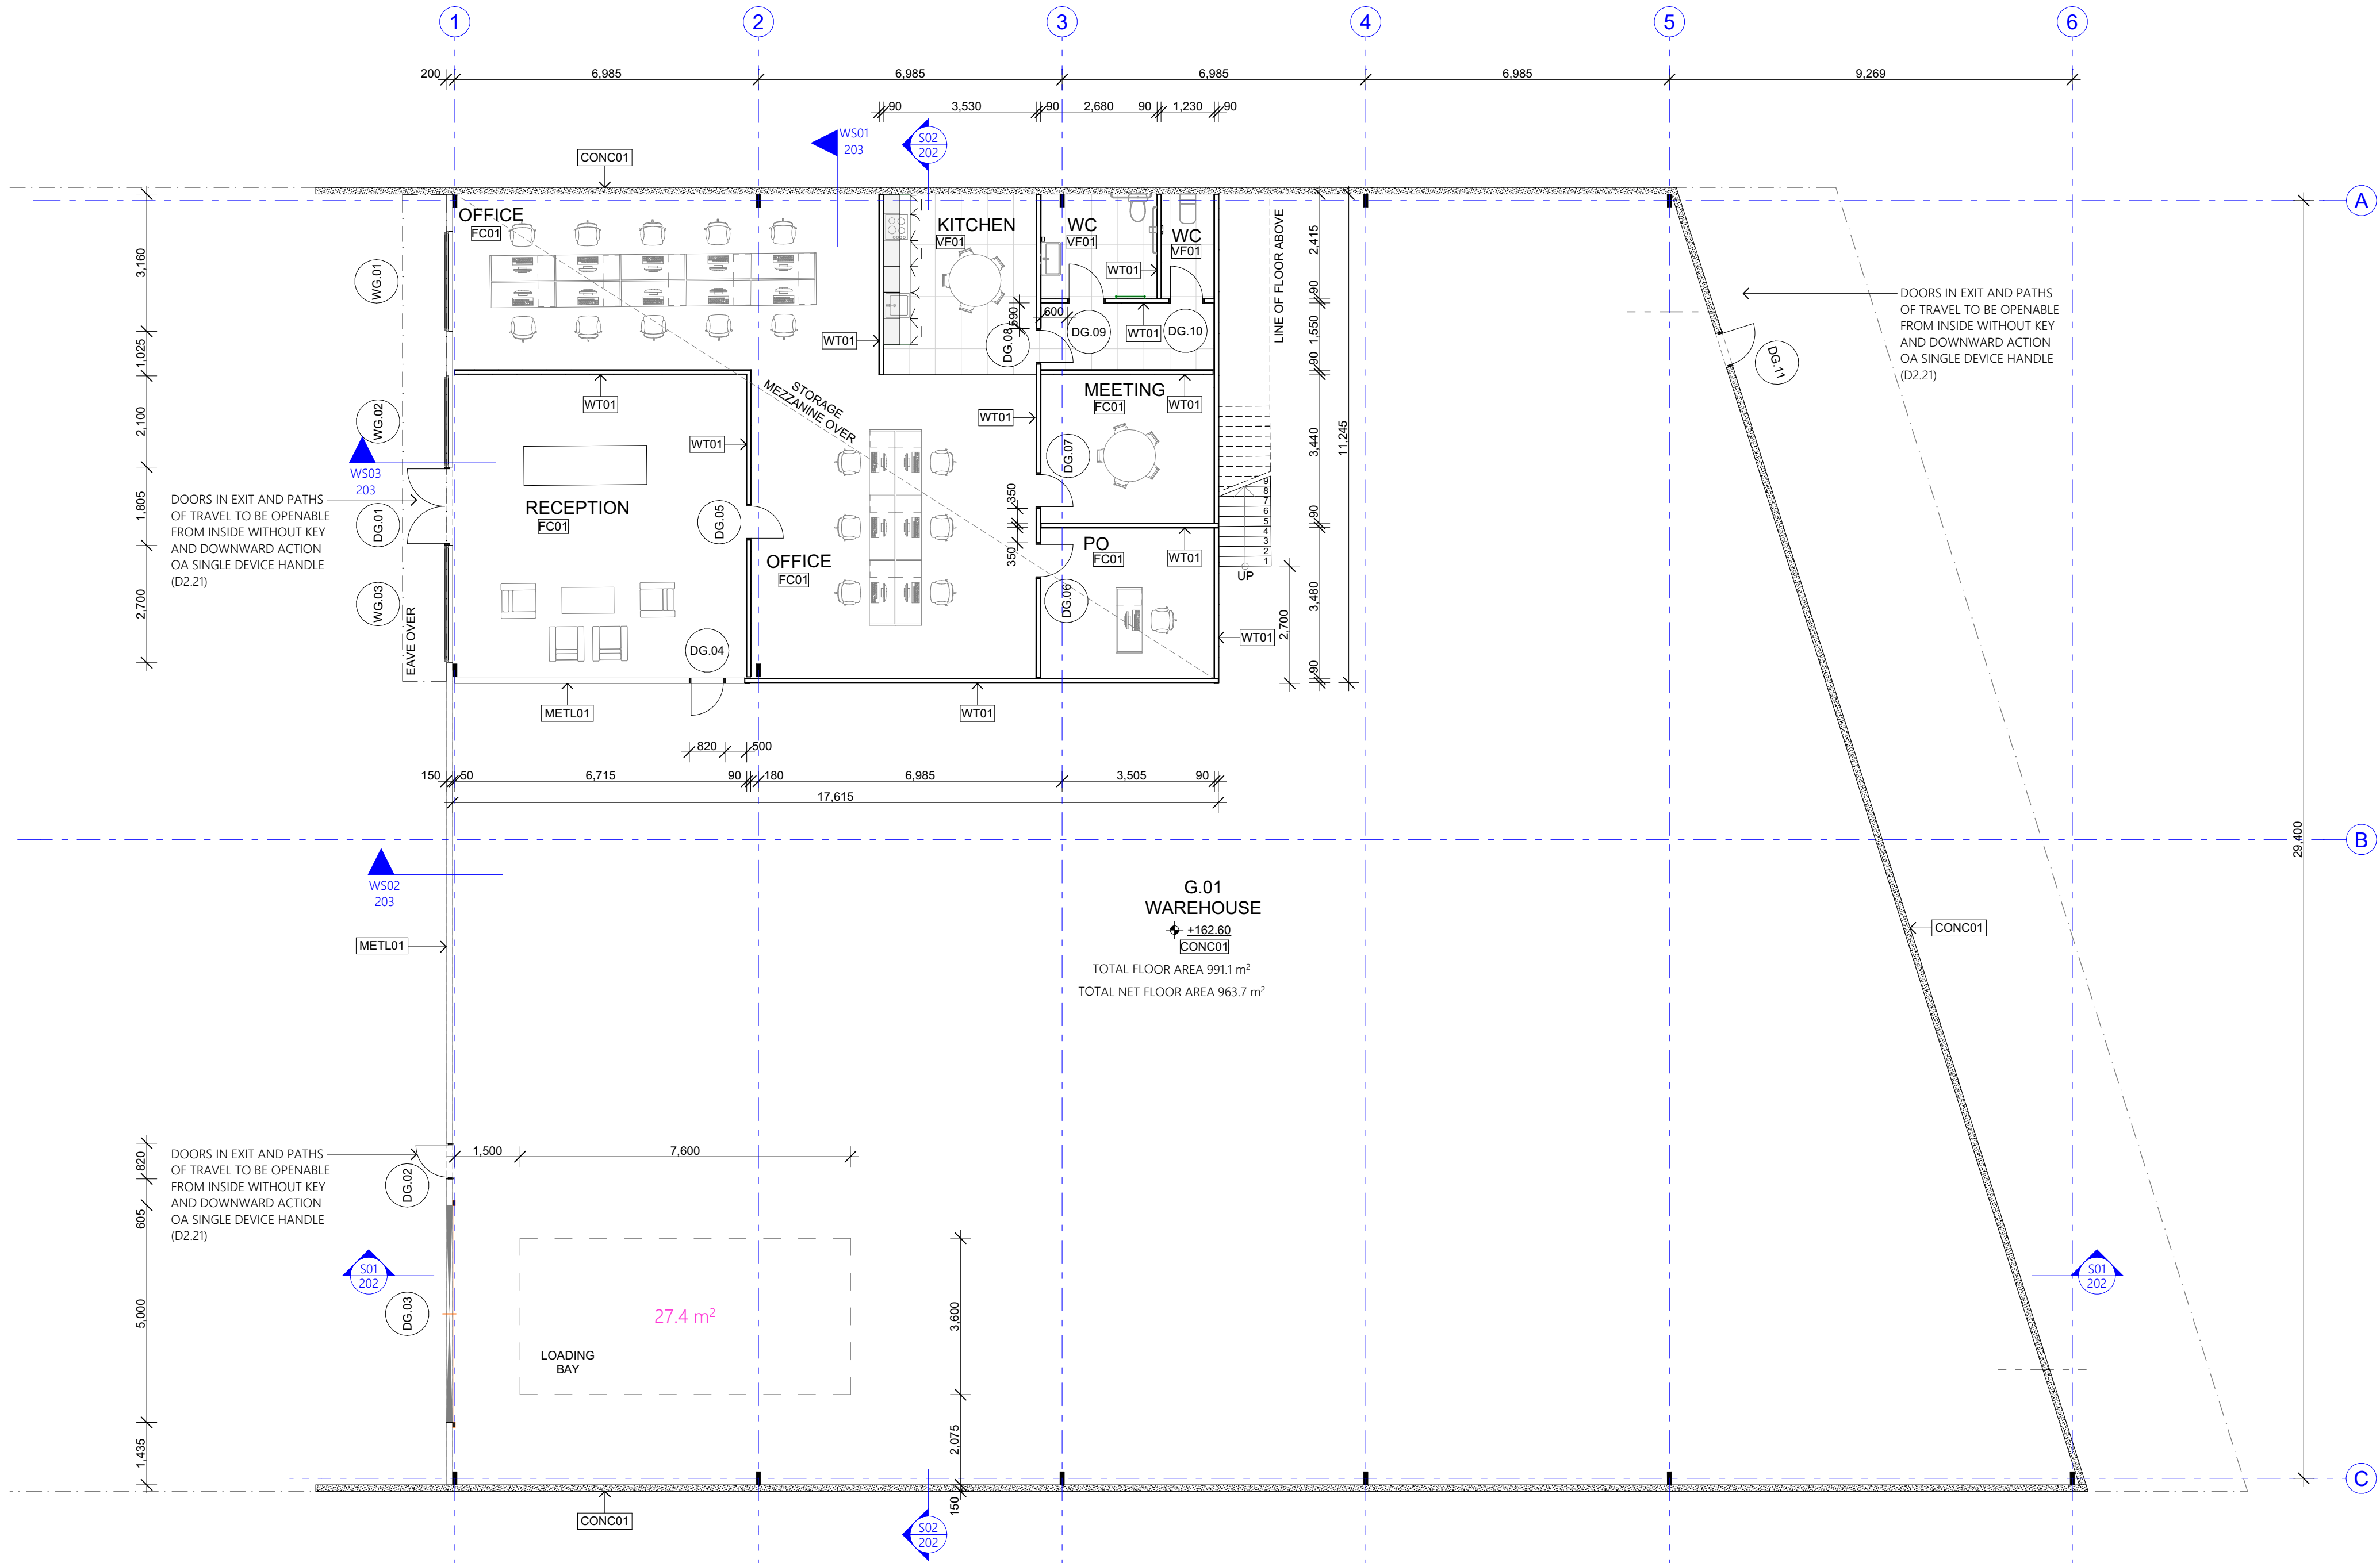 1
2
3
4
5
6
200
6,985
6,985
6,985
6,985
9,269
90
3,530
90
2,680
90
1,230
90
WS01
203
S02
202
CONC01
A
OFFICE
FC01
KITCHEN
VF01
WC
VF01
WC
VF01
WT01
LINE OF FLOOR ABOVE
2,415
3,160
WG.01
DOORS IN EXIT AND PATHS
OF TRAVEL TO BE OPENABLE
FROM INSIDE WITHOUT KEY
AND DOWNWARD ACTION
OA SINGLE DEVICE HANDLE
(D2.21)
90
590
600
DG.08
DG.09
WT01
DG.10
1,550
WT01
DG.11
1,025
90
STORAGE
MEZZANINE OVER
MEETING
FC01
WT01
WT01
WT01
2,100
WG.02
WT01
3,440
11,245
DG.07
WS03
203
DOORS IN EXIT AND PATHS
OF TRAVEL TO BE OPENABLE
FROM INSIDE WITHOUT KEY
AND DOWNWARD ACTION
OA SINGLE DEVICE HANDLE
(D2.21)
1,805
DG.01
RECEPTION
FC01
DG.05
350
350
9
8
7
6
5
4
3
2
1
UP
90
PO
FC01
WT01
OFFICE
FC01
2,700
WG.03
EAVE OVER
DG.06
3,480
2,700
WT01
DG.04
90
METL01
WT01
820
500
150
50
6,715
90
180
6,985
3,505
90
17,615
29,400
B
WS02
203
G.01
WAREHOUSE
+162.60
CONC01
TOTAL FLOOR AREA 991.1 m²
TOTAL NET FLOOR AREA 963.7 m²
METL01
CONC01
DOORS IN EXIT AND PATHS
OF TRAVEL TO BE OPENABLE
FROM INSIDE WITHOUT KEY
AND DOWNWARD ACTION
OA SINGLE DEVICE HANDLE
(D2.21)
820
DG.02
1,500
7,600
605
S01
202
S01
202
5,000
DG.03
27.4 m²
3,600
LOADING
BAY
1,435
2,075
C
150
CONC01
S02
202